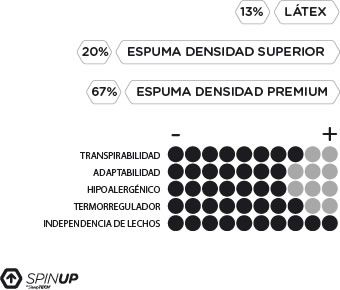 13% LÁTEX
20% ESPUMA DENSIDAD SUPERIOR
67% ESPUMA DENSIDAD PREMIUM
- +
TRANSPIRABILIDAD
ADAPTABILIDAD
HIPOALERGÉNICO
TERMORREGULADOR
INDEPENDENCIA DE LECHOS
SPINUP